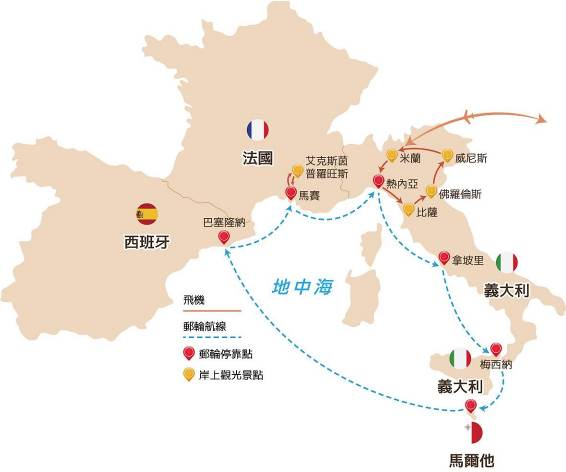 法國
艾克斯茵
普羅旺斯
馬賽
米蘭
威尼斯
熱內亞
佛羅倫斯
比薩
巴塞隆納
西班牙
拿坡里
地中海
義大利
飛機
郵輪航線
郵輪停靠點
岸上觀光景點
梅西納
義大利
馬爾他